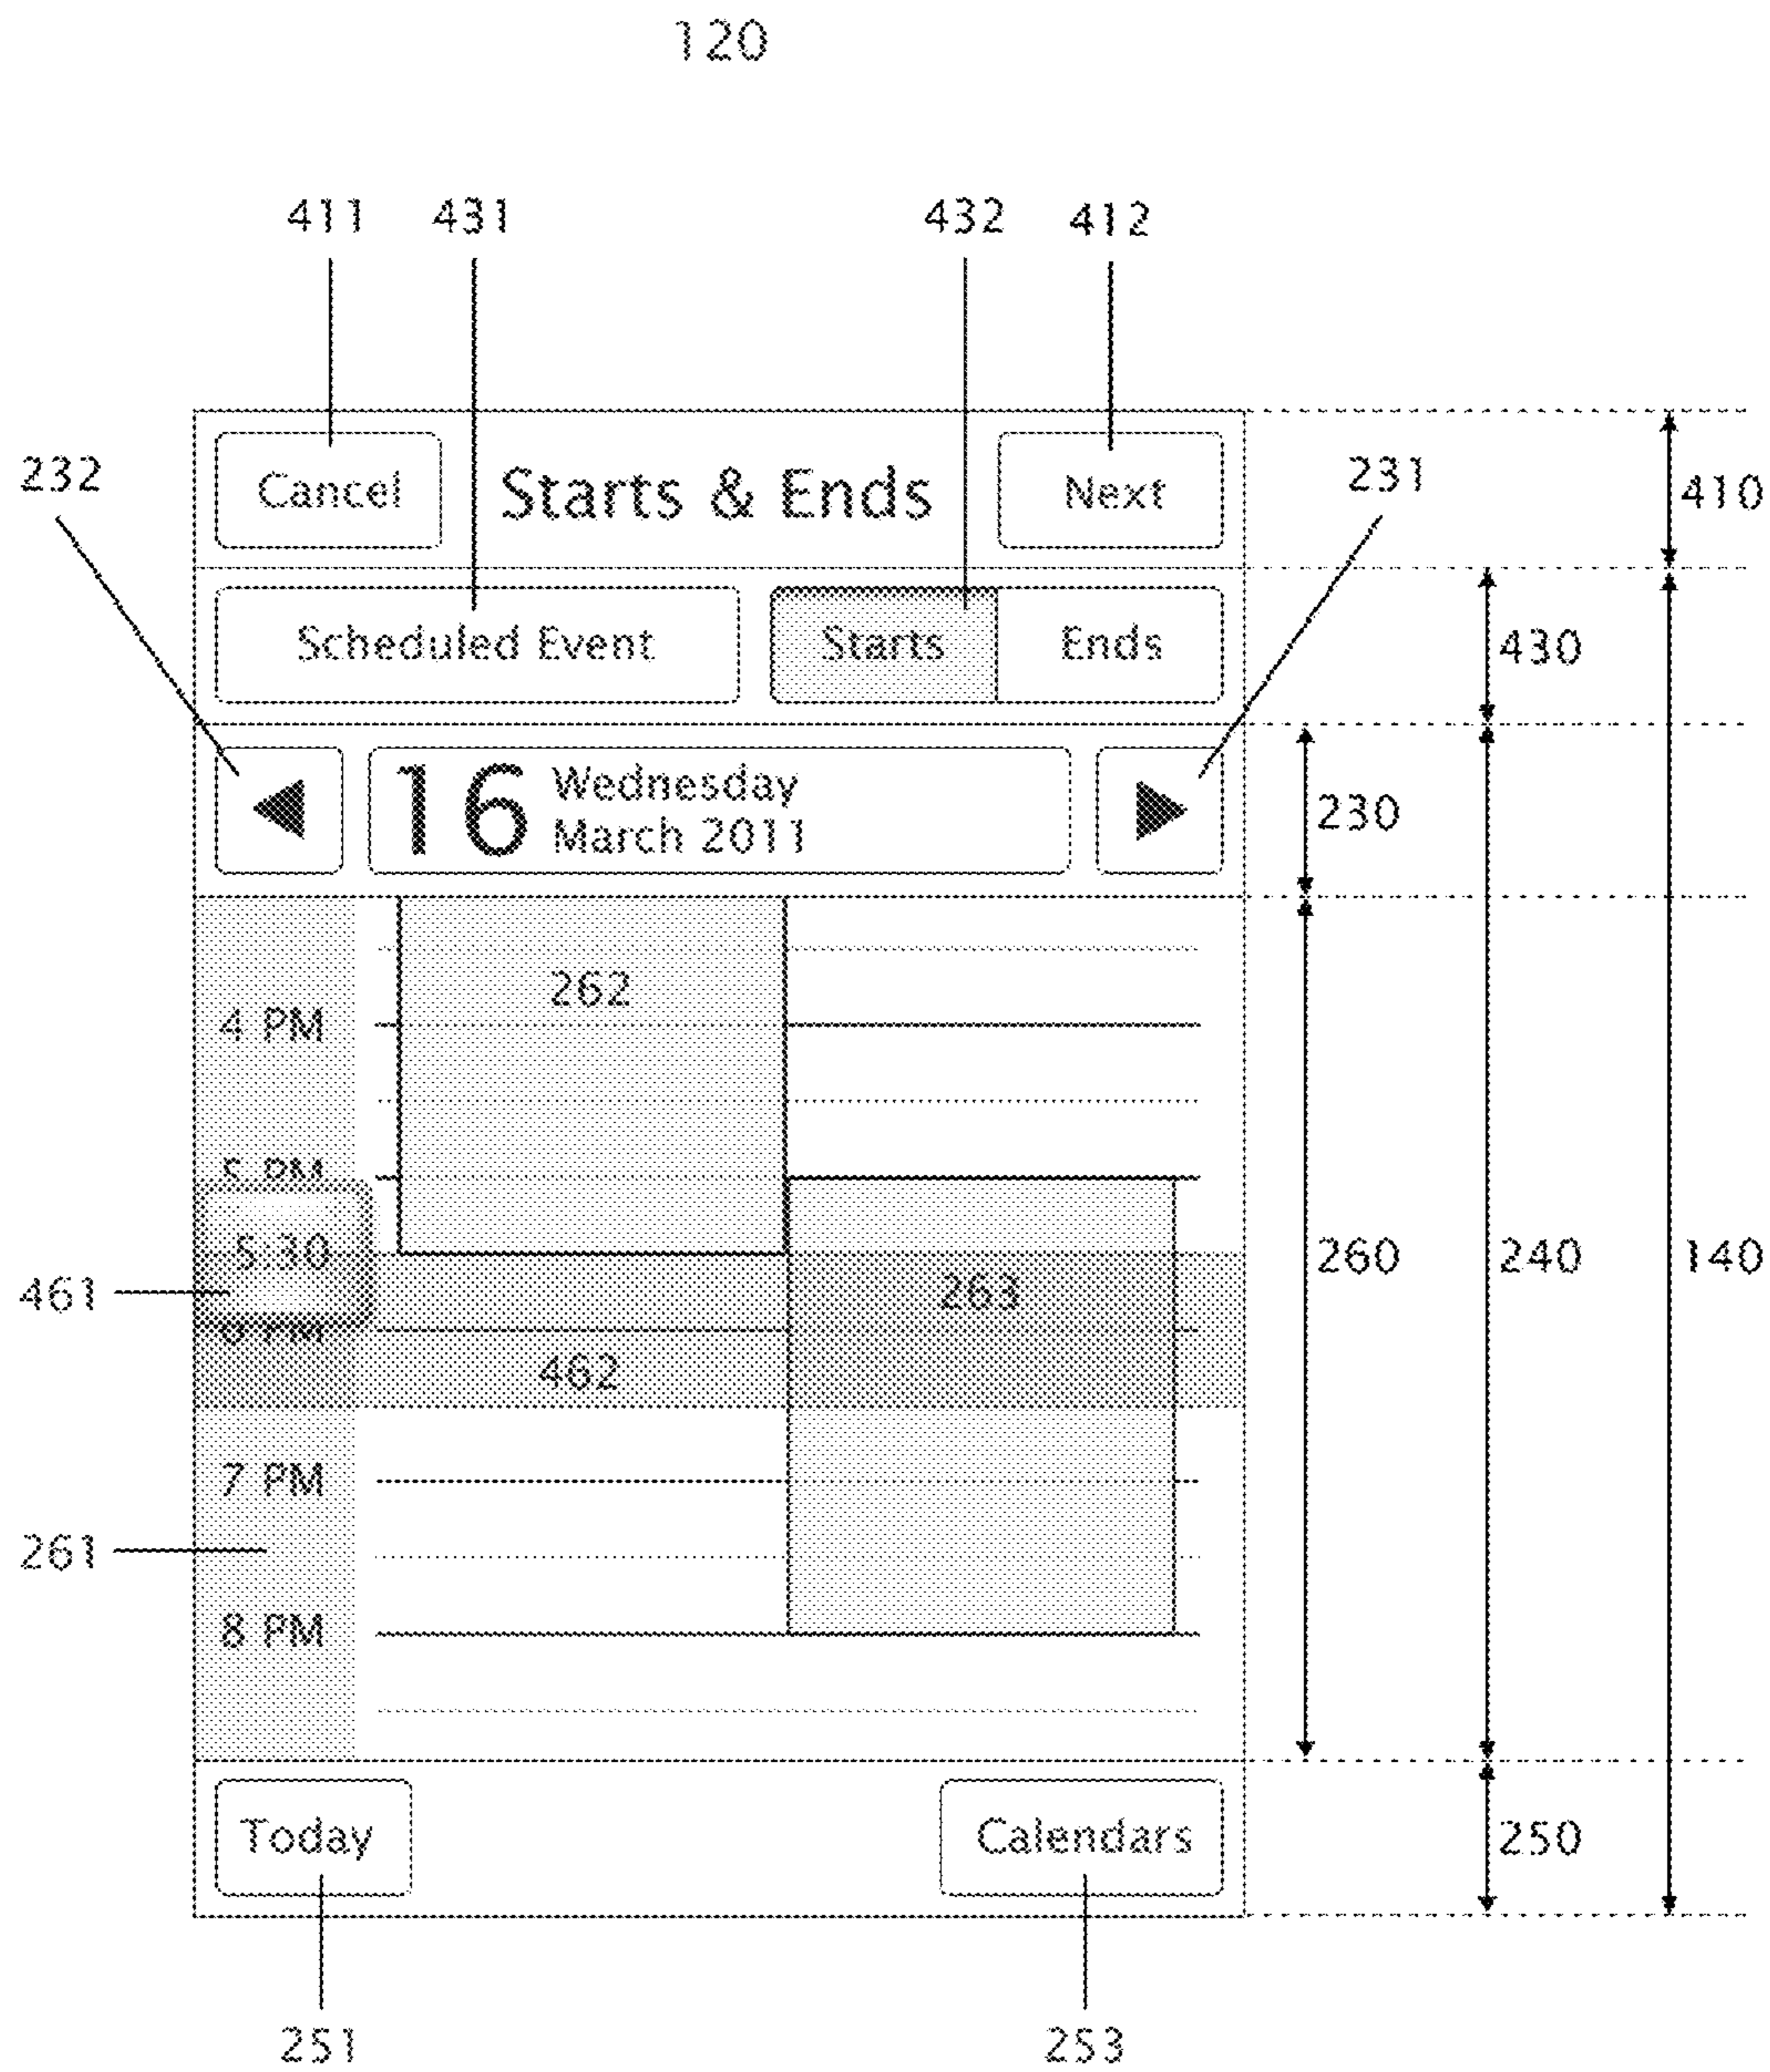 120
411 431 432 412
232 231
Cancel Starts & Ends Next 410
Scheduled Event Starts Ends 430
16 Wednesday
March 2011
230
262
4 PM
5 PM
5:30
260 240 140
461 263
6 PM
462
7 PM
261
8 PM
Today Calendars 250
251 253